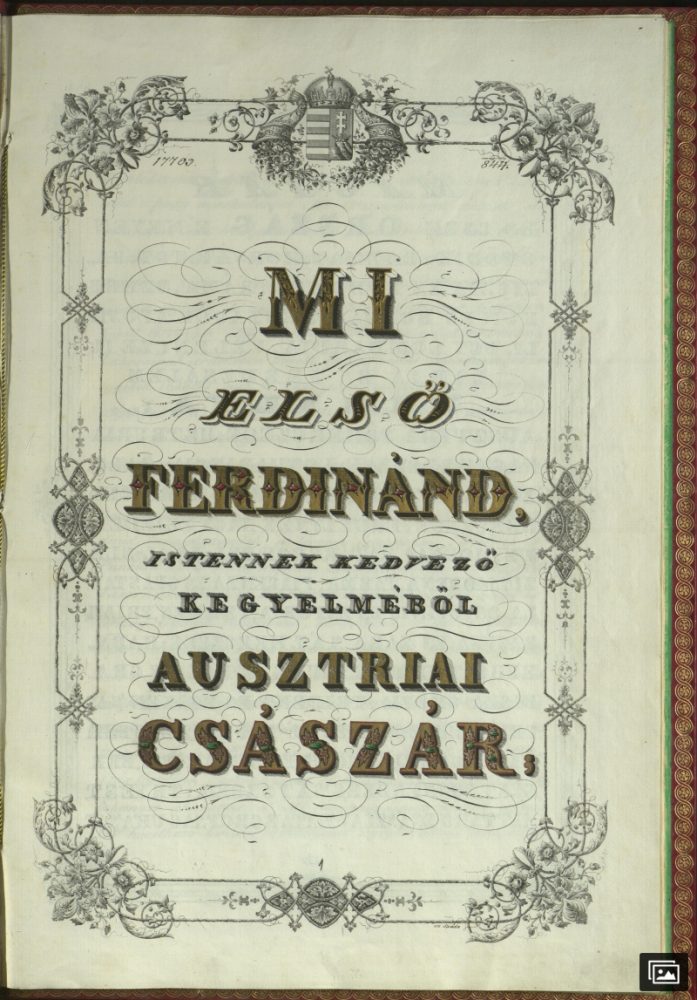 17703.
844.
MI
ELSŐ
FERDINÁND,
ISTENNEK KEDVEZŐ
KEGYELMÉBŐL
AUSZTRIAI
CSÁSZÁR;
1